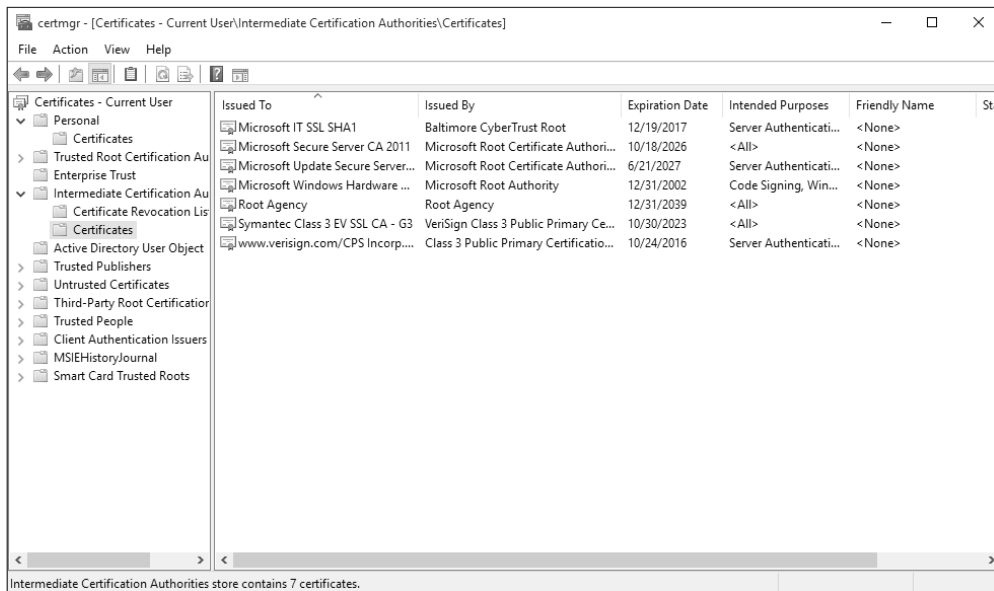 certmgr - [Certificates - Current User\Intermediate Certification Authorities\Certificates]
File Action View Help
Certificates - Current User
Personal
Certificates
Trusted Root Certification Au
Enterprise Trust
Intermediate Certification Au
Certificate Revocation Lis
Certificates
Active Directory User Object
Trusted Publishers
Untrusted Certificates
Third-Party Root Certification
Trusted People
Client Authentication Issuers
MSIEHistoryJournal
Smart Card Trusted Roots
Issued To Issued By Expiration Date Intended Purposes Friendly Name St
Microsoft IT SSL SHA1 Baltimore CyberTrust Root 12/19/2017 Server Authenticati... <None>
Microsoft Secure Server CA 2011 Microsoft Root Certificate Authori... 10/18/2026 <All> <None>
Microsoft Update Secure Server... Microsoft Root Certificate Authori... 6/21/2027 Server Authenticati... <None>
Microsoft Windows Hardware ... Microsoft Root Authority 12/31/2002 Code Signing, Win... <None>
Root Agency Root Agency 12/31/2039 <All> <None>
Symantec Class 3 EV SSL CA - G3 VeriSign Class 3 Public Primary Ce... 10/30/2023 <All> <None>
www.verisign.com/CPS Incorp.... Class 3 Public Primary Certificatio... 10/24/2016 Server Authenticati... <None>
Intermediate Certification Authorities store contains 7 certificates.